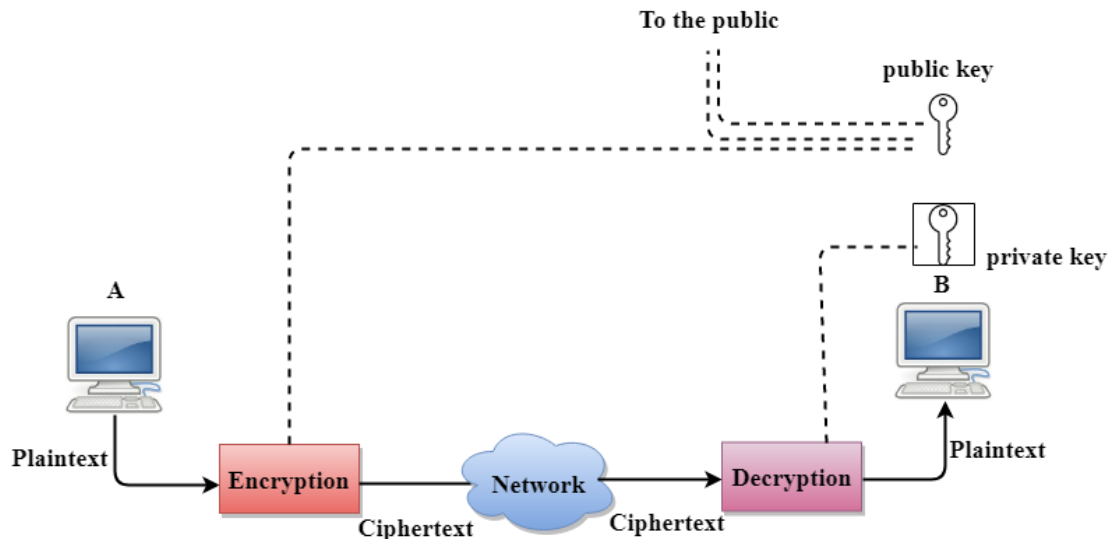 To the public
public key
private key
A
B
Plaintext
Encryption
Ciphertext
Network
Ciphertext
Decryption
Plaintext